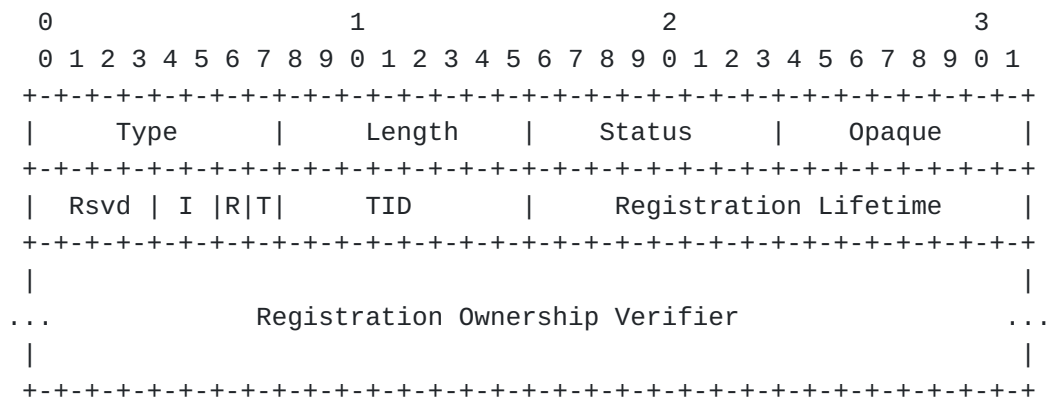 0                   1                   2                   3
 0 1 2 3 4 5 6 7 8 9 0 1 2 3 4 5 6 7 8 9 0 1 2 3 4 5 6 7 8 9 0 1
+-+-+-+-+-+-+-+-+-+-+-+-+-+-+-+-+-+-+-+-+-+-+-+-+-+-+-+-+-+-+-+-+
|     Type      |     Length    |    Status     |    Opaque     |
+-+-+-+-+-+-+-+-+-+-+-+-+-+-+-+-+-+-+-+-+-+-+-+-+-+-+-+-+-+-+-+-+
|  Rsvd | I |R|T|     TID       |     Registration Lifetime     |
+-+-+-+-+-+-+-+-+-+-+-+-+-+-+-+-+-+-+-+-+-+-+-+-+-+-+-+-+-+-+-+-+
|                                                               |
...             Registration Ownership Verifier                 ...
|                                                               |
+-+-+-+-+-+-+-+-+-+-+-+-+-+-+-+-+-+-+-+-+-+-+-+-+-+-+-+-+-+-+-+-+